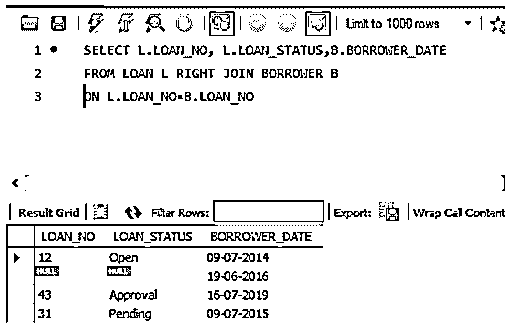 Limit to 1000 rows
1 SELECT L.LOAN_NO, L.LOAN_STATUS,B.BORROWER_DATE
2 FROM LOAN L RIGHT JOIN BORROWER B
3 ON L.LOAN_NO=B.LOAN_NO
Result Grid Filter Rows: Export: Wrap Cell Content
LOAN_NO LOAN_STATUS BORROWER_DATE
12 Open 09-07-2014
NULL NULL 19-06-2016
43 Approval 16-07-2019
31 Pending 09-07-2015